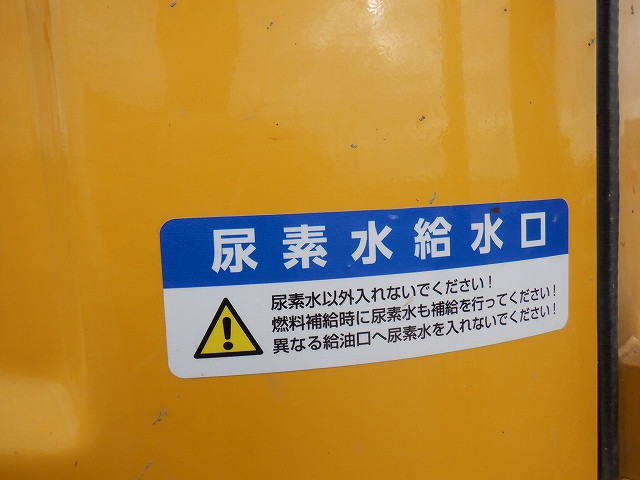 尿素水給水口
尿素水以外入れないでください!
燃料補給時に尿素水も補給を行ってください!
異なる給油口へ尿素水を入れないでください!